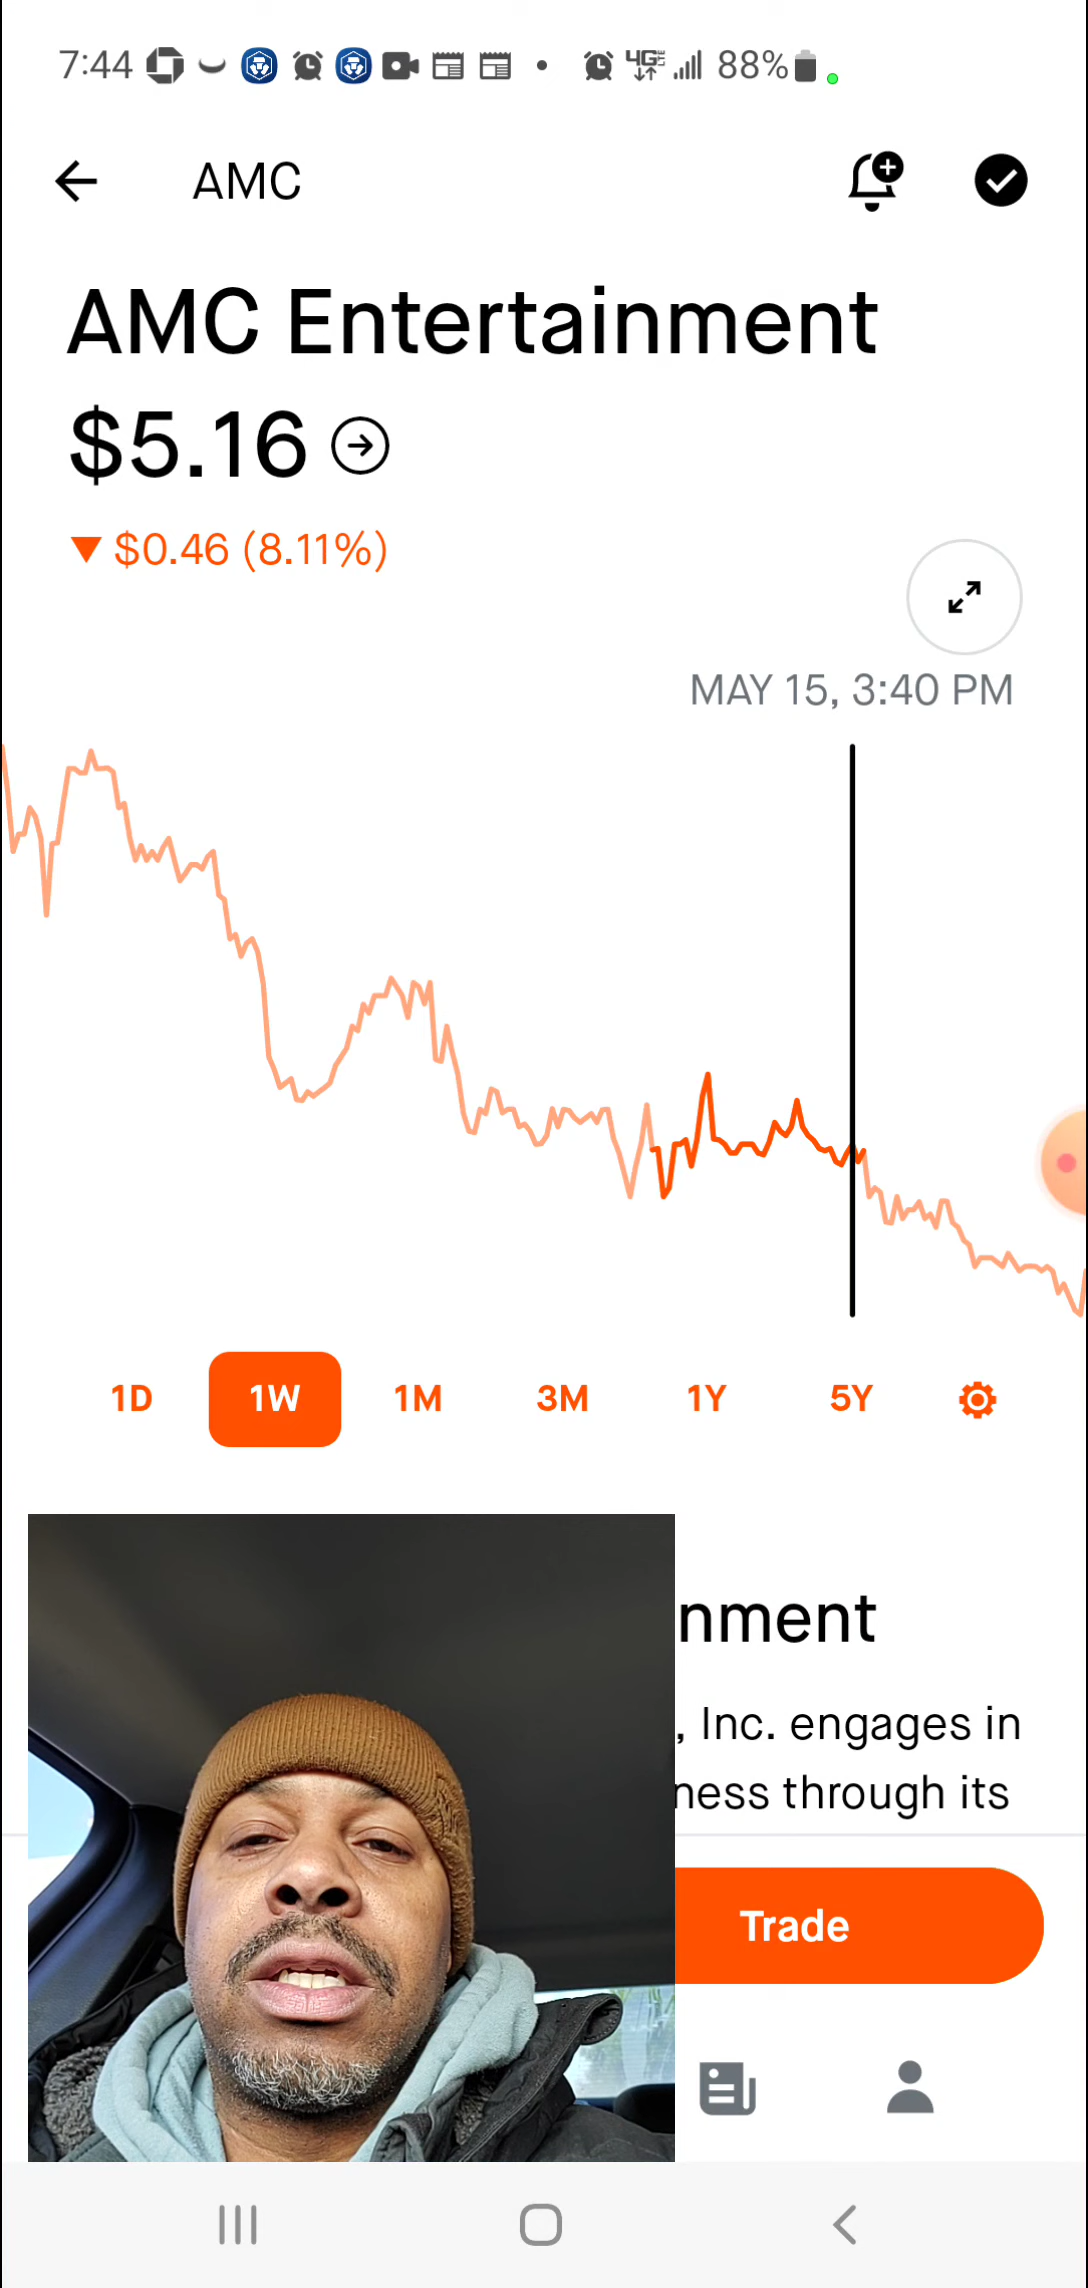 7:44 4GE 88%
AMC
AMC Entertainment
$5.16
$0.46 (8.11%)
MAY 15, 3:40 PM
1D 1W 1M 3M 1Y 5Y
nment
, Inc. engages in
ness through its
Trade